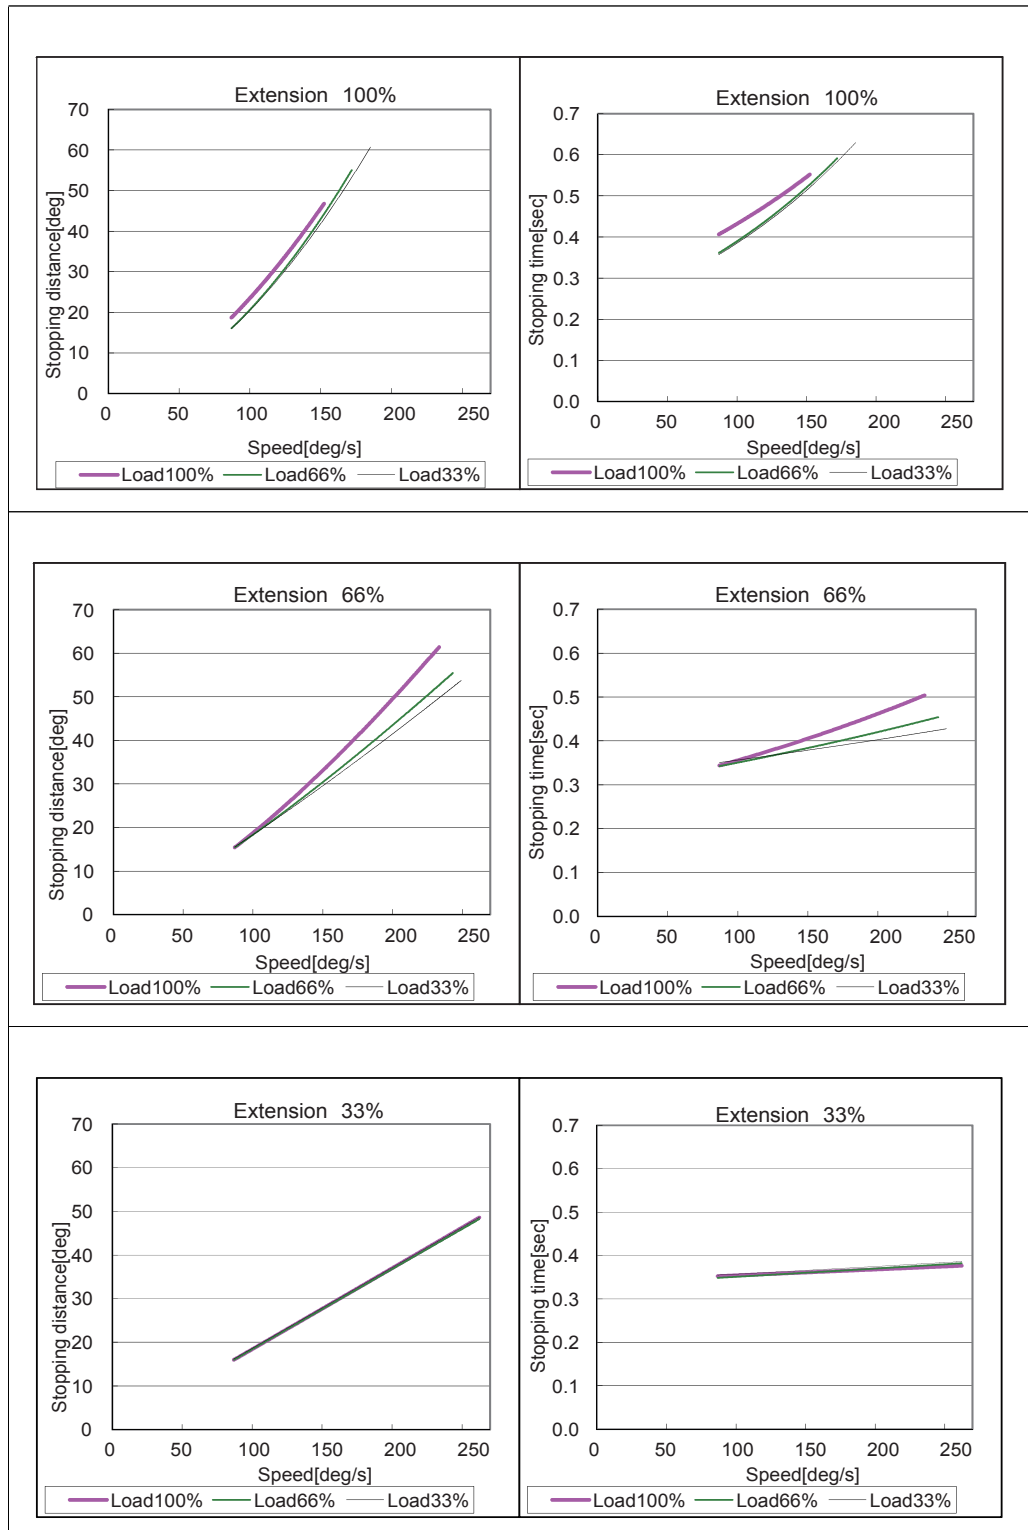 Extension 100%
Stopping distance[deg]
70
60
50
40
30
20
10
0
0 50 100 150 200 250
Speed[deg/s]
Load100% Load66% Load33%
Extension 100%
Stopping time[sec]
0.7
0.6
0.5
0.4
0.3
0.2
0.1
0.0
0 50 100 150 200 250
Speed[deg/s]
Load100% Load66% Load33%
Extension 66%
Stopping distance[deg]
70
60
50
40
30
20
10
0
0 50 100 150 200 250
Speed[deg/s]
Load100% Load66% Load33%
Extension 66%
Stopping time[sec]
0.7
0.6
0.5
0.4
0.3
0.2
0.1
0.0
0 50 100 150 200 250
Speed[deg/s]
Load100% Load66% Load33%
Extension 33%
Stopping distance[deg]
70
60
50
40
30
20
10
0
0 50 100 150 200 250
Speed[deg/s]
Load100% Load66% Load33%
Extension 33%
Stopping time[sec]
0.7
0.6
0.5
0.4
0.3
0.2
0.1
0.0
0 50 100 150 200 250
Speed[deg/s]
Load100% Load66% Load33%